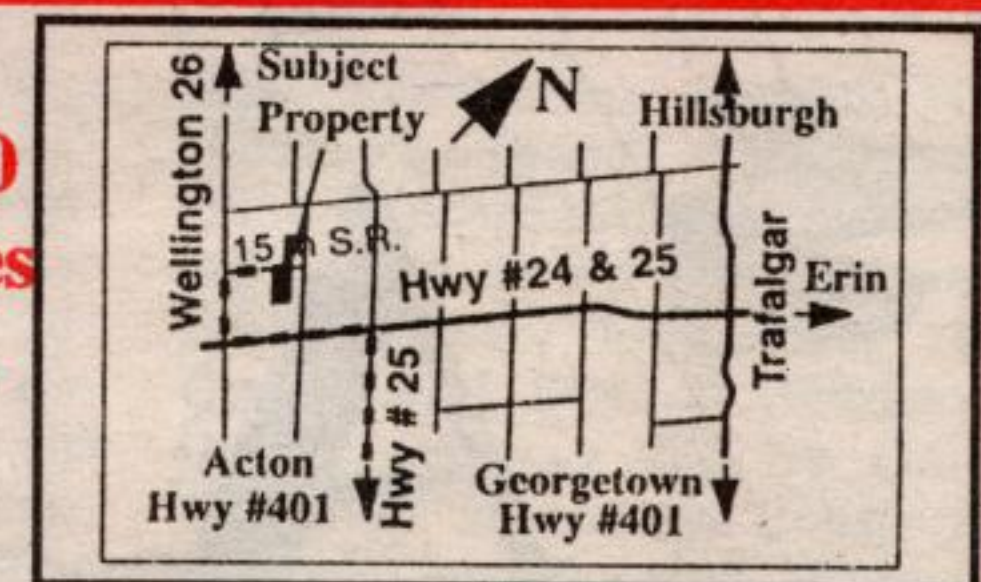 Wellington 26
Subject
Property
N
Hillsburgh
15 S.R.
Hwy #24 & 25
Trafalgar
Erin
Hwy # 25
Acton
Hwy #401
Georgetown
Hwy #401
es